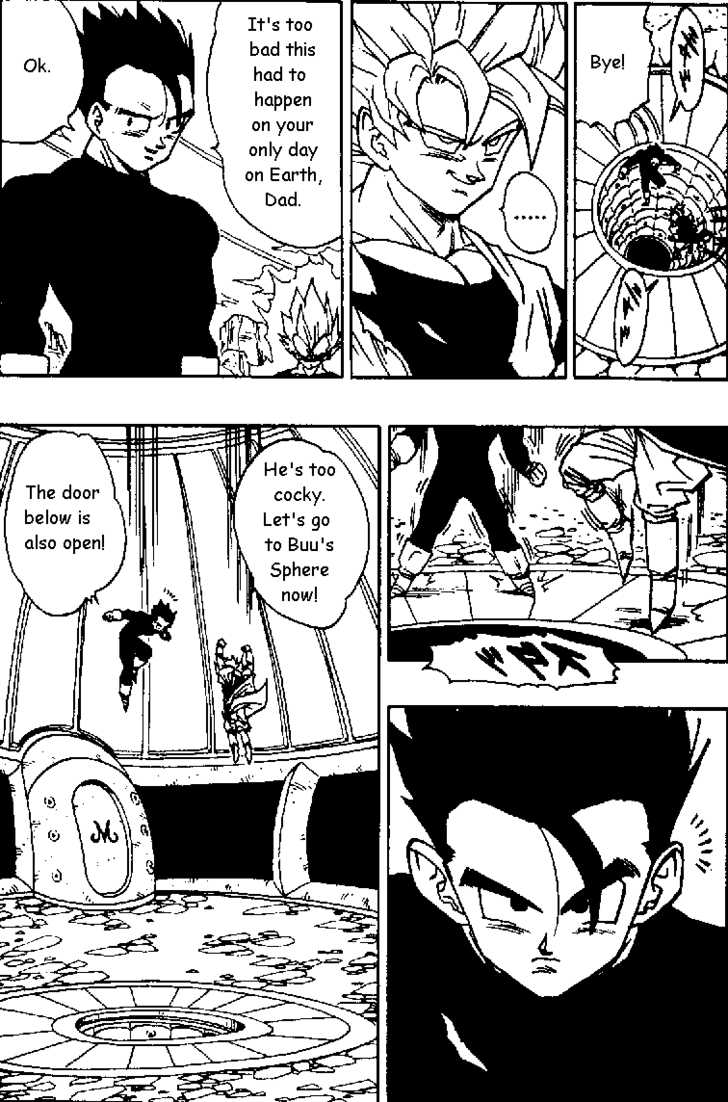 Bye!
.....
It's too
bad this
had to
happen
on your
only day
on Earth,
Dad.
Ok.
He's too
cocky.
Let's go
to Buu's
Sphere
now!
The door
below is
also open!
M